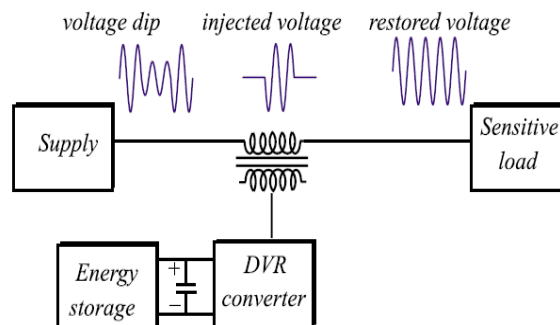 voltage dip injected voltage restored voltage
Supply
Sensitive
load
Energy
storage
+
−
DVR
converter